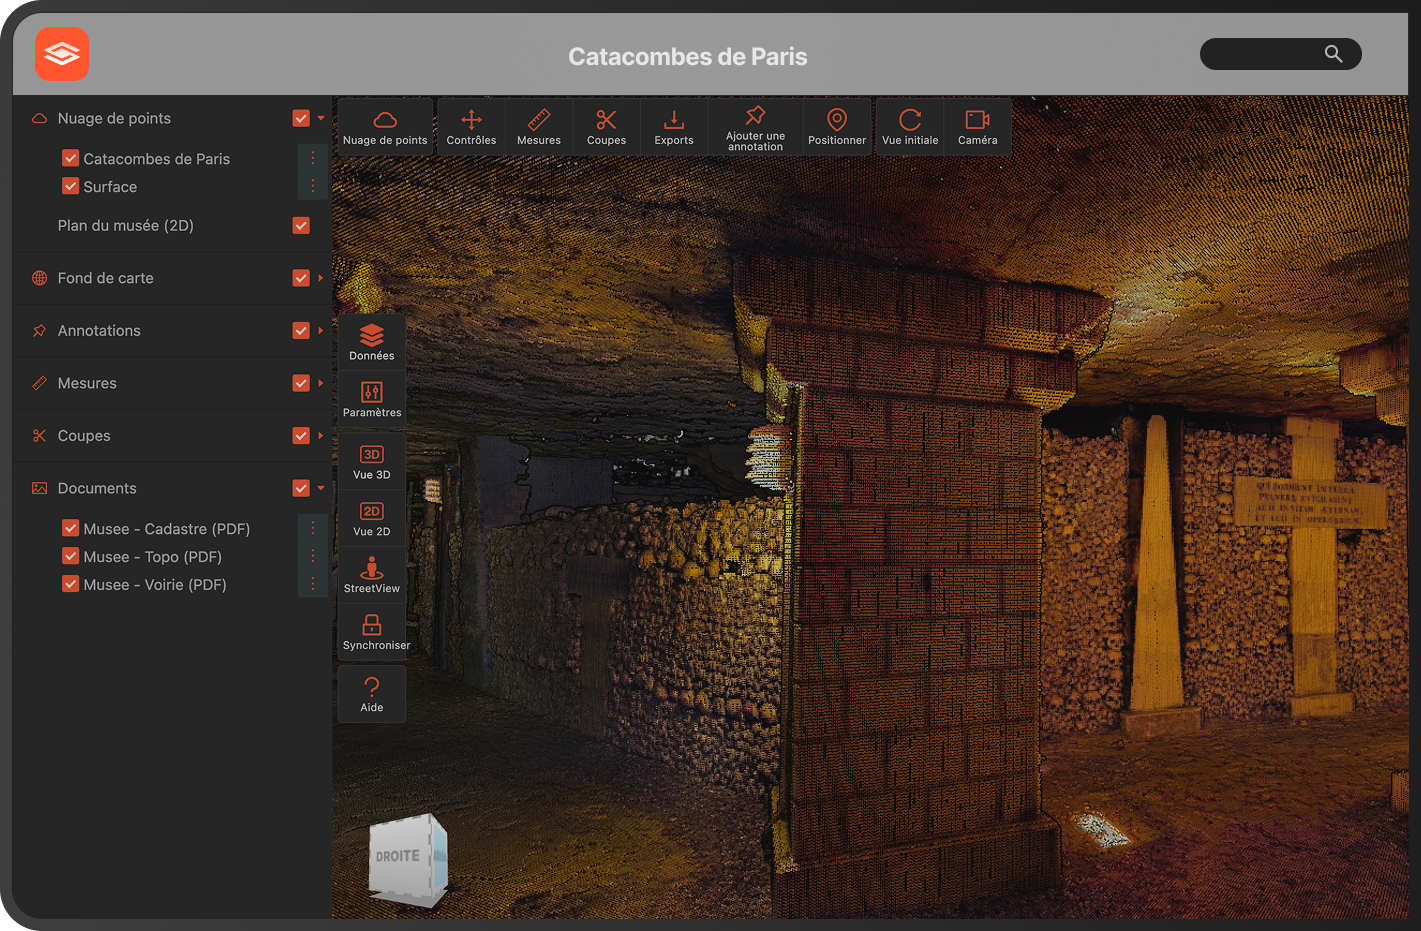 Catacombes de Paris
Nuage de points
Catacombes de Paris
Surface
Plan du musée (2D)
Fond de carte
Annotations
Mesures
Coupes
Documents
Musee - Cadastre (PDF)
Musee - Topo (PDF)
Musee - Voirie (PDF)
Nuage de points
Contrôles
Mesures
Coupes
Exports
Ajouter une
annotation
Positionner
Vue initiale
Caméra
Données
Paramètres
3D
Vue 3D
2D
Vue 2D
StreetView
Synchroniser
?
Aide
DROITE